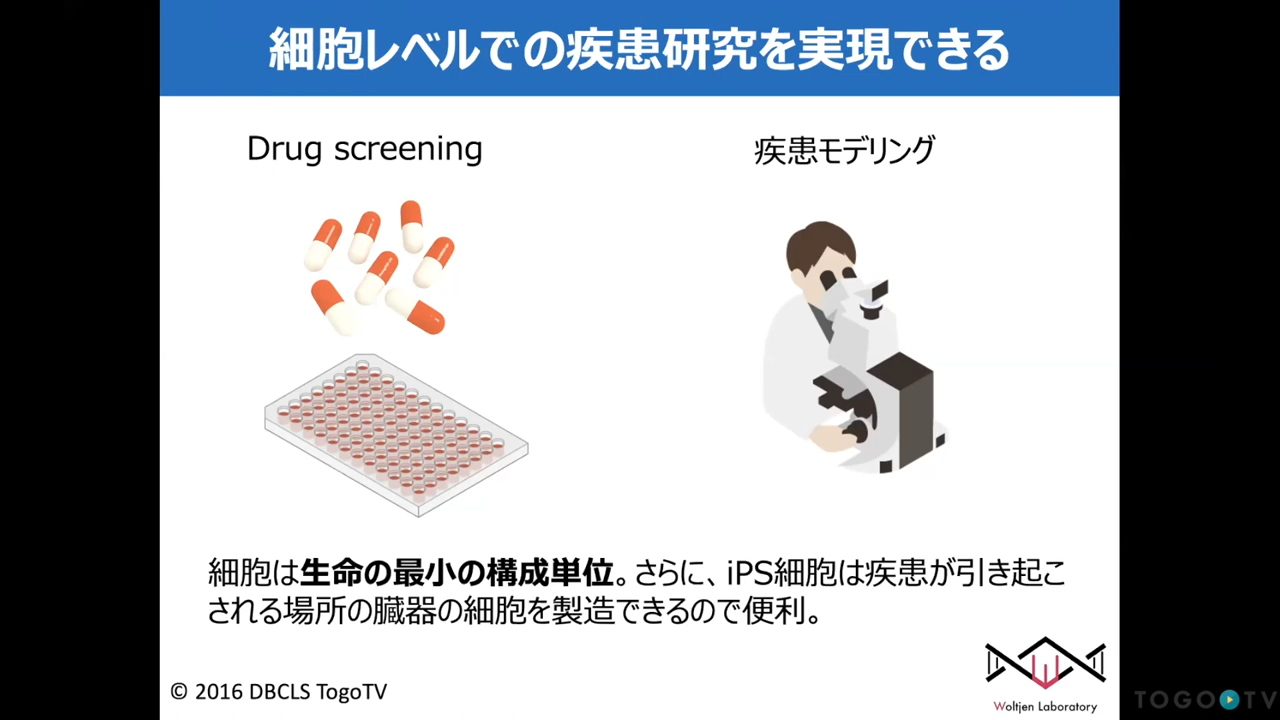 細胞レベルでの疾患研究を実現できる
Drug screening
疾患モデリング
細胞は生命の最小の構成単位。さらに、iPS細胞は疾患が引き起こ
される場所の臓器の細胞を製造できるので便利。
© 2016 DBCLS TogoTV
Woltjen Laboratory
TOGOTV